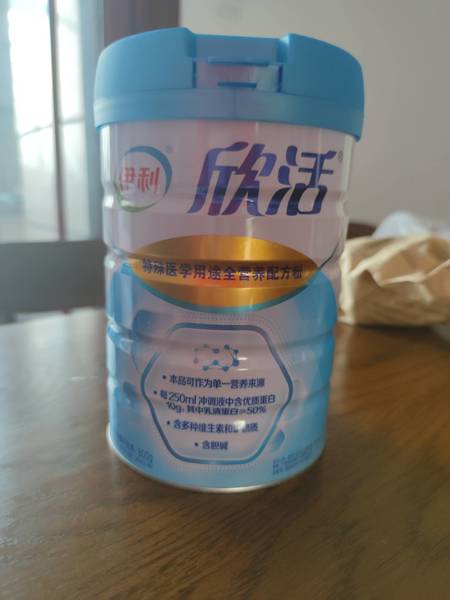 伊利
欣活®
特殊医学用途全营养配方粉
• 本品可作为单一营养来源
• 每250ml 冲调液中含优质蛋白
10g, 其中乳清蛋白≥50%
• 含多种维生素和矿物质
• 含胆碱